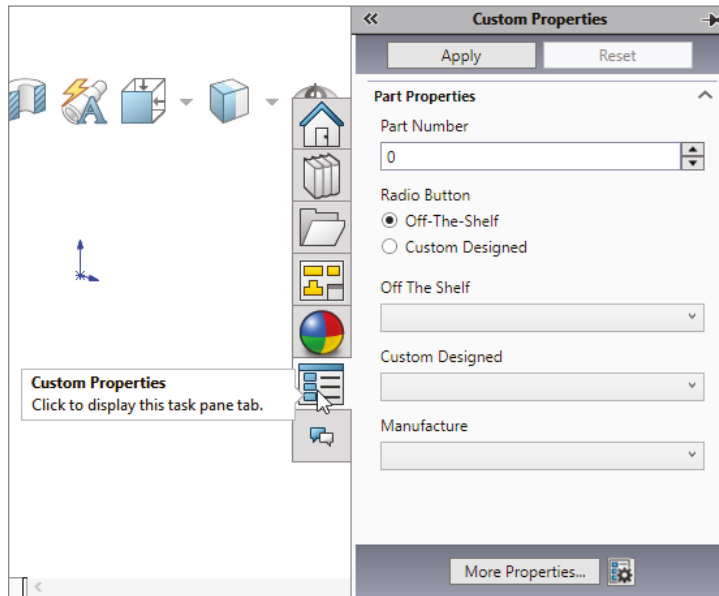 Custom Properties
Apply
Reset
Part Properties
Part Number
0
Radio Button
Off-The-Shelf
Custom Designed
Off The Shelf
Custom Designed
Manufacture
More Properties...
Custom Properties
Click to display this task pane tab.